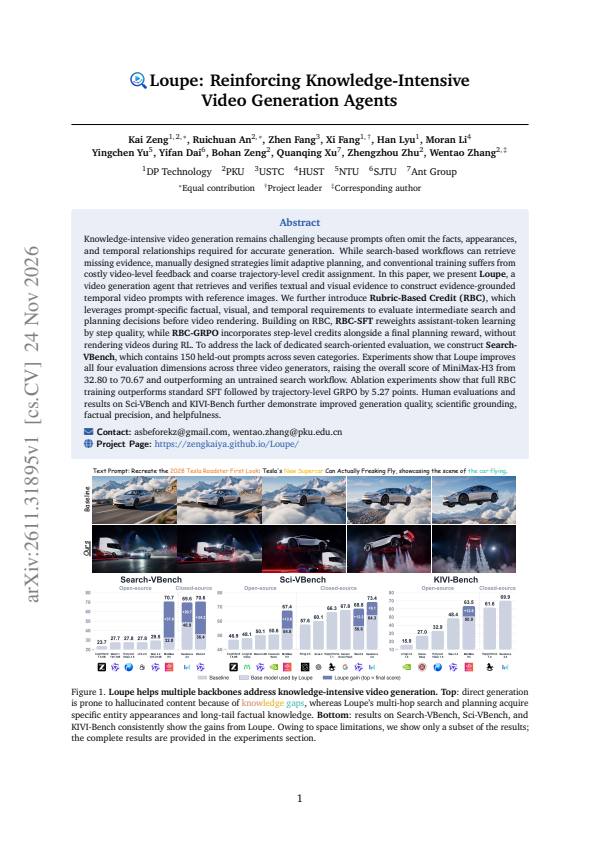 Loupe: Reinforcing Knowledge-Intensive
Video Generation Agents
Kai Zeng1,2,*, Ruichuan An2,*, Zhen Fang3, Xi Fang1,†, Han Lyu1, Moran Li4
Yingchen Yu5, Yifan Dai6, Bohan Zeng2, Quanqing Xu7, Zhengzhou Zhu2, Wentao Zhang2,‡
1DP Technology 2PKU 3USTC 4HUST 5NTU 6SJTU 7Ant Group
*Equal contribution †Project leader ‡Corresponding author
Abstract
Knowledge-intensive video generation remains challenging because prompts often omit the facts, appearances,
and temporal relationships required for accurate generation. While search-based workflows can retrieve
missing evidence, manually designed strategies limit adaptive planning, and conventional training suffers from
costly video-level feedback and coarse trajectory-level credit assignment. In this paper, we present Loupe, a
video generation agent that retrieves and verifies textual and visual evidence to construct evidence-grounded
temporal video prompts with reference images. We further introduce Rubric-Based Credit (RBC), which
leverages prompt-specific factual, visual, and temporal requirements to evaluate intermediate search and
planning decisions before rendering. Building on RBC, RBC-SFT reweights assistant-token learning
by step quality, while RBC-GRPO incorporates step-level credits alongside a final planning reward, without
rendering videos during RL. To address the lack of dedicated search-oriented evaluation, we construct Search-
VBench, which contains 150 held-out prompts across seven categories. Experiments show that Loupe improves
all four evaluation dimensions across three video generators, raising the overall score of MiniMax-H3 from
32.80 to 70.67 and outperforming an untrained search workflow. Ablation experiments show that full RBC
training outperforms standard SFT followed by trajectory-level GRPO by 5.27 points. Human evaluations and
results on Sci-VBench and KIVI-Bench further demonstrate improved generation quality, scientific grounding,
factual precision, and helpfulness.
Contact: asbeforekz@gmail.com, wentao.zhang@pku.edu.cn
Project Page: https://zengkaiya.github.io/Loupe/
arXiv:2611.31895v1 [cs.CV] 24 Nov 2026
Text Prompt: Recreate the 2028 Tesla Roadster First Look: Tesla's New Supercar Can Actually Freaking Fly, showcasing the scene of the car flying.
Baseline
Ours
Search-VBench
Sci-VBench
KIVI-Bench
Open-source Closed-source
Open-source Closed-source
Open-source Closed-source
Baseline Base model used by Loupe Loupe gain (top = final score)
Figure 1. Loupe helps multiple backbones address knowledge-intensive video generation. Top: direct generation
is prone to hallucinated content because of knowledge gaps, whereas Loupe's multi-hop search and planning acquire
specific entity appearances and long-tail factual knowledge. Bottom: results on Search-VBench, Sci-VBench, and
KIVI-Bench consistently show the gains from Loupe. Owing to space limitations, we show only a subset of the results;
the complete results are provided in the experiments section.
1